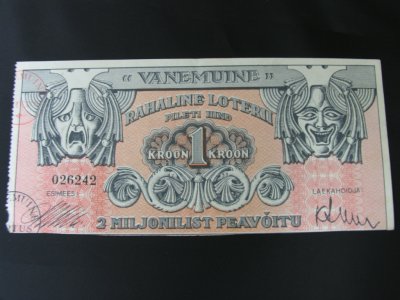 "VANEMUINE"
RAHALINE LOTERII
PILETI HIND
KROON 1 KROON
026242
ESIMEES:
LAEKAHOIDJA:
2 MILJONILIST PEAVÕITU